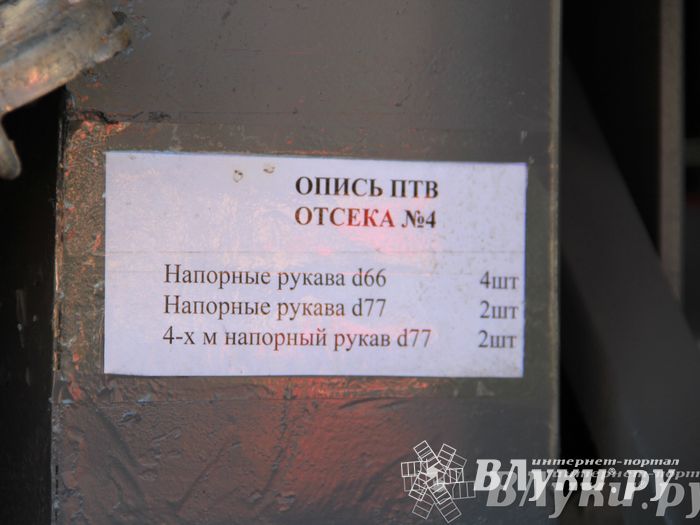 ОПИСЬ ПТВ
ОТСЕКА №4
Напорные рукава d66 4шт
Напорные рукава d77 2шт
4-х м напорный рукав d77 2шт
интернет-портал
ВЛуки.ру